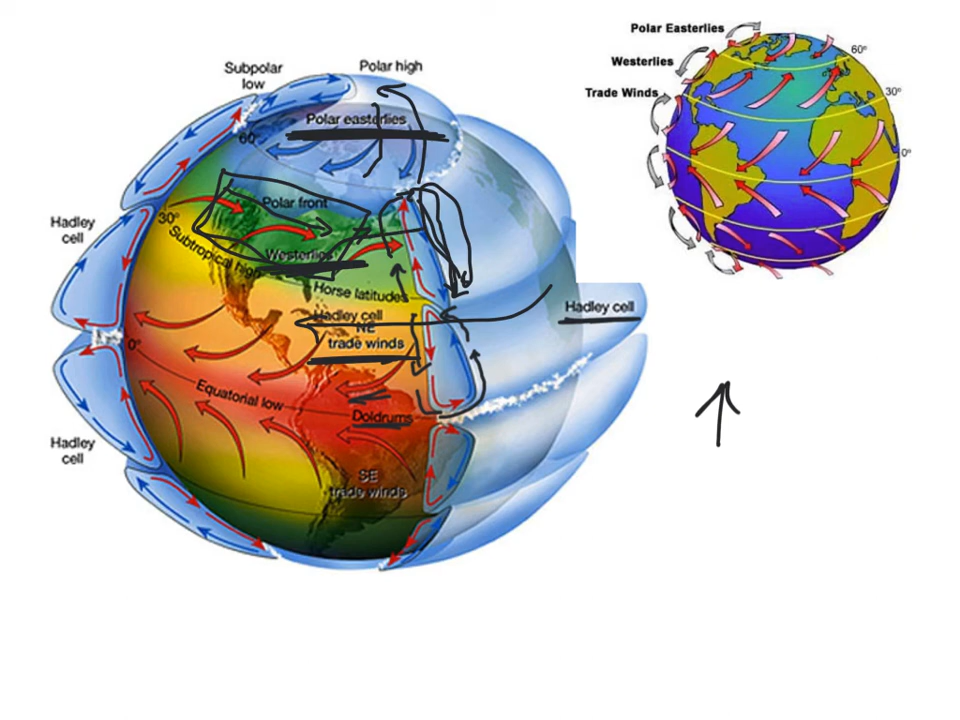 Subpolar
low
Polar high
Polar easterlies
60°
Hadley
cell
30°
Polar front
Subtropical high
Westerlies
Horse latitudes
Hadley cell
NE
trade winds
Hadley cell
0°
Equatorial low
Doldrums
Hadley
cell
SE
trade winds
Polar Easterlies
Westerlies
Trade Winds
60°
30°
0°